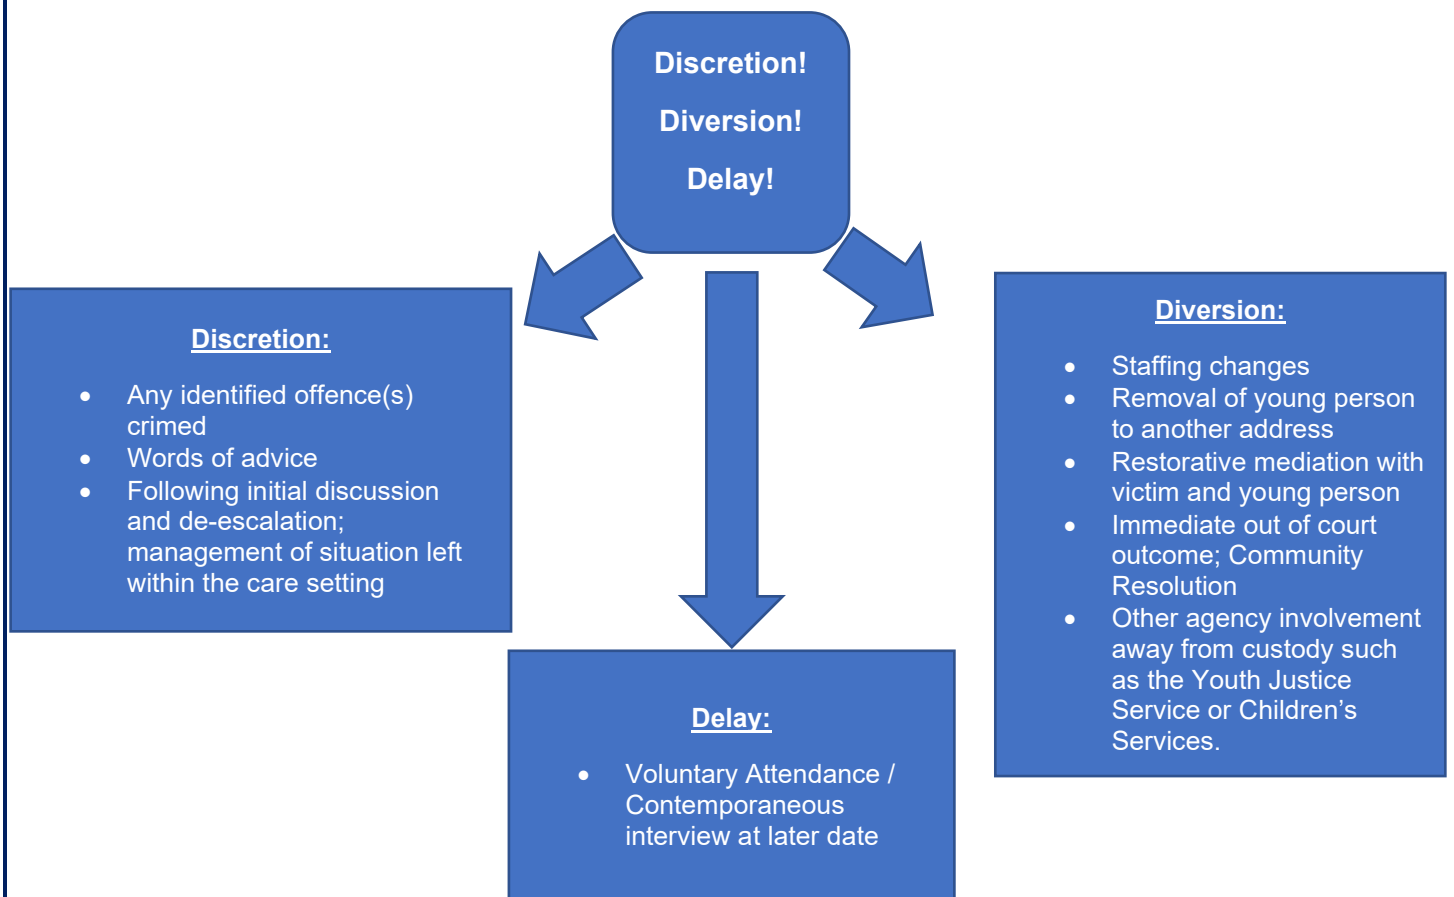 Discretion!
Diversion!
Delay!
Discretion:
• Any identified offence(s)
crimed
• Words of advice
• Following initial discussion
and de-escalation;
management of situation left
within the care setting
Diversion:
• Staffing changes
• Removal of young person
to another address
• Restorative mediation with
victim and young person
• Immediate out of court
outcome; Community
Resolution
• Other agency involvement
away from custody such
as the Youth Justice
Service or Children’s
Services.
Delay:
• Voluntary Attendance /
Contemporaneous
interview at later date